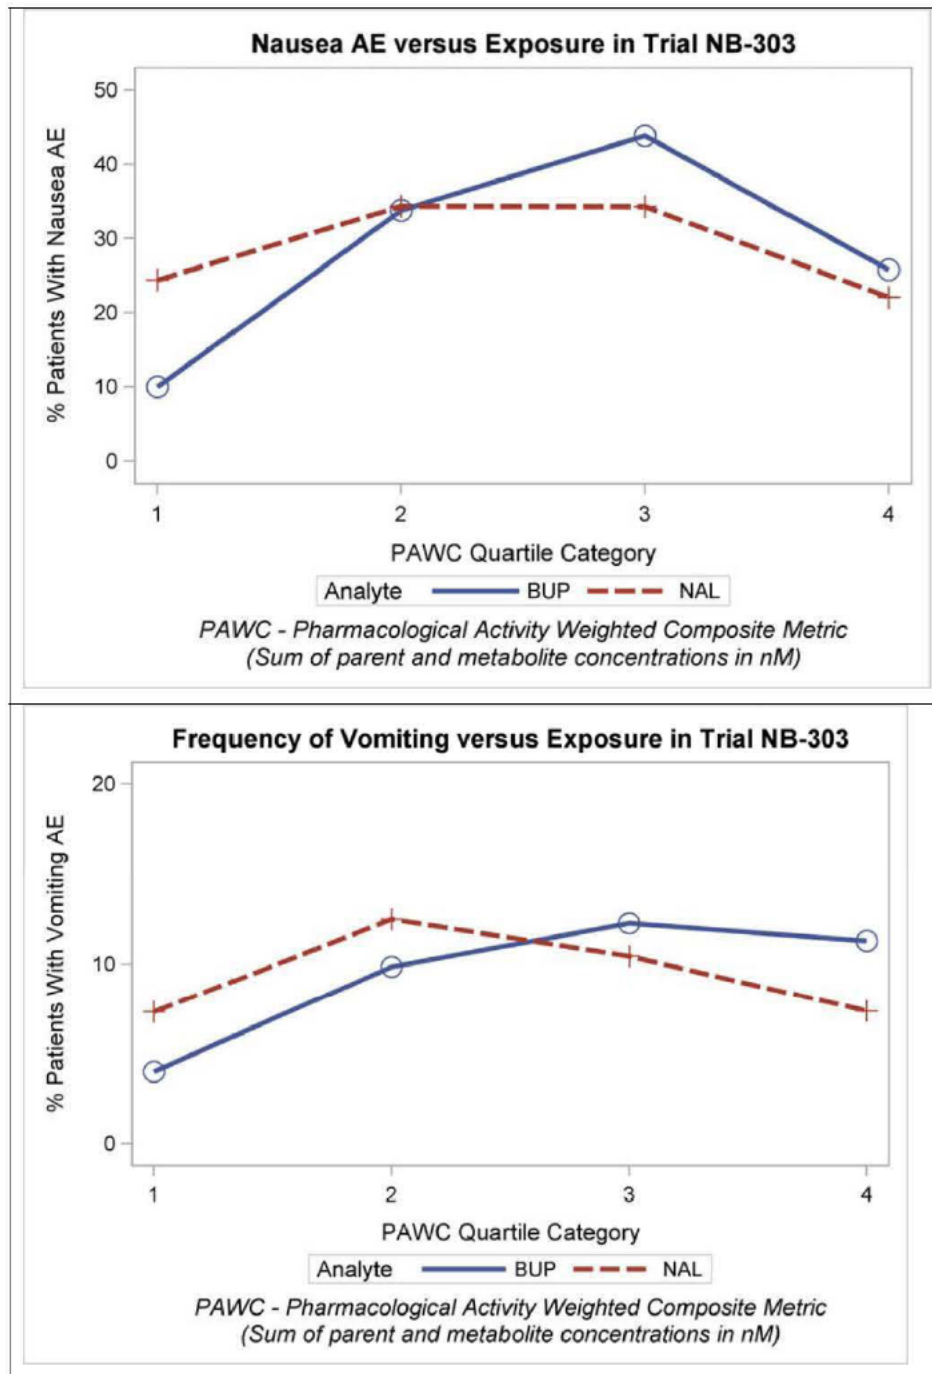 Nausea AE versus Exposure in Trial NB-303
% Patients With Nausea AE
50
40
30
20
10
0
1 2 3 4
PAWC Quartile Category
Analyte BUP NAL
PAWC - Pharmacological Activity Weighted Composite Metric
(Sum of parent and metabolite concentrations in nM)
Frequency of Vomiting versus Exposure in Trial NB-303
% Patients With Vomiting AE
20
10
0
1 2 3 4
PAWC Quartile Category
Analyte BUP NAL
PAWC - Pharmacological Activity Weighted Composite Metric
(Sum of parent and metabolite concentrations in nM)